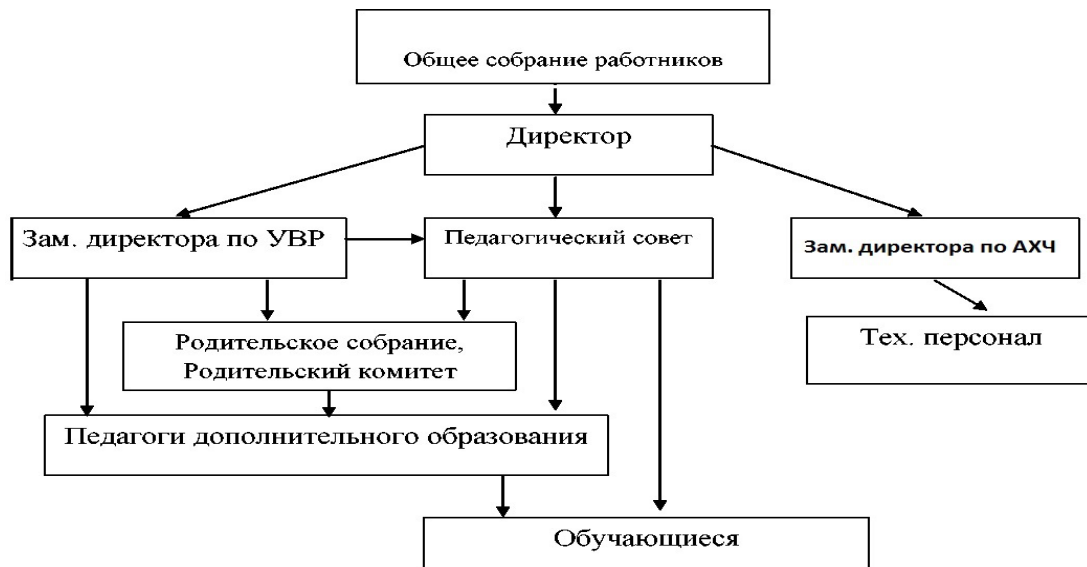 Общее собрание работников
Директор
Зам. директора по УВР
Педагогический совет
Зам. директора по АХЧ
Родительское собрание,
Родительский комитет
Тех. персонал
Педагоги дополнительного образования
Обучающиеся